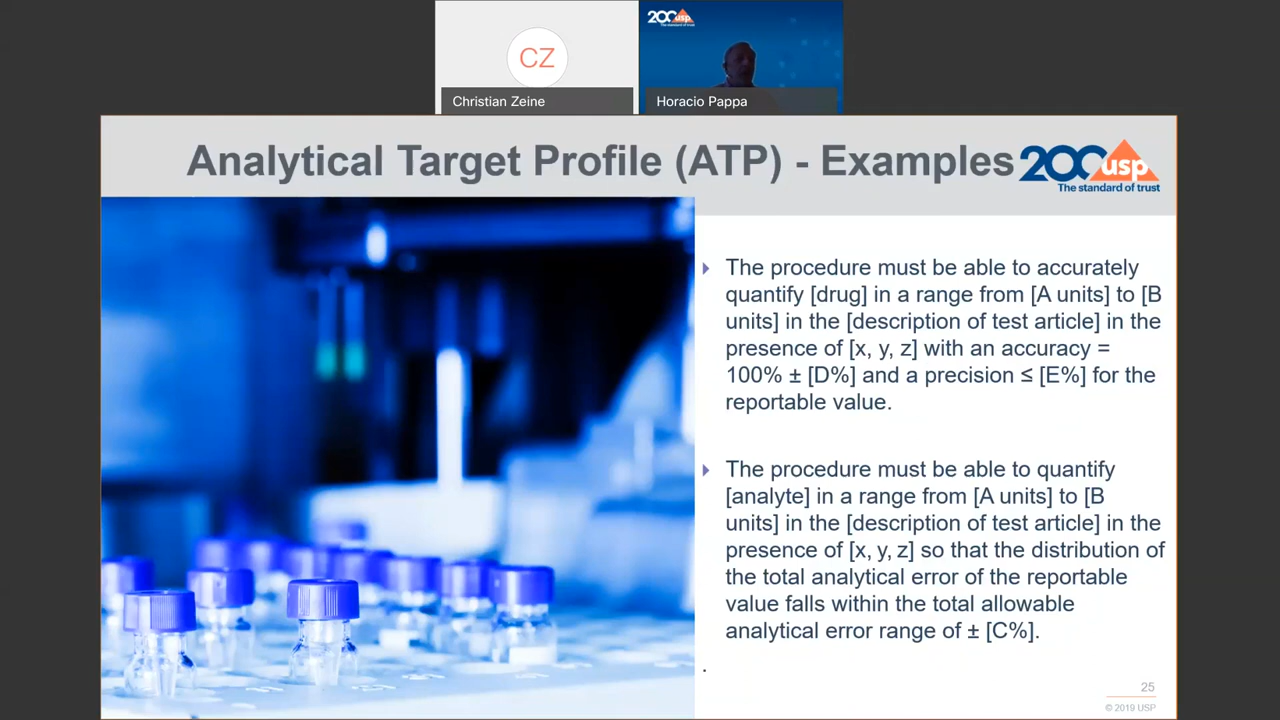 200 usp
The standard of trust
CZ
Christian Zeine
Horacio Pappa
Analytical Target Profile (ATP) - Examples
200 usp
The standard of trust
The procedure must be able to accurately
quantify [drug] in a range from [A units] to [B
units] in the [description of test article] in the
presence of [x, y, z] with an accuracy =
100% ± [D%] and a precision ≤ [E%] for the
reportable value.
The procedure must be able to quantify
[analyte] in a range from [A units] to [B
units] in the [description of test article] in the
presence of [x, y, z] so that the distribution of
the total analytical error of the reportable
value falls within the total allowable
analytical error range of ± [C%].
.
25
© 2019 USP